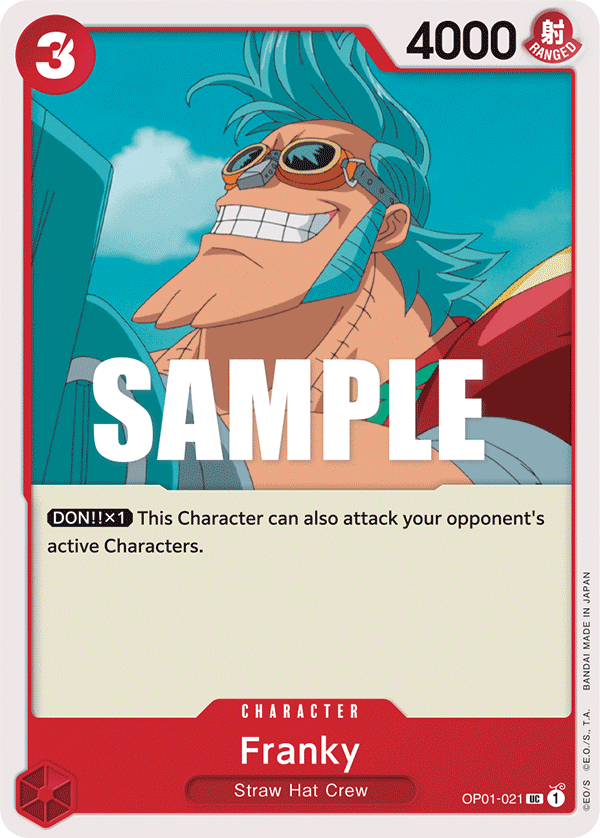 3
4000
射
RANGED
SAMPLE
DON!!×1 This Character can also attack your opponent's
active Characters.
CHARACTER
Franky
Straw Hat Crew
OP01-021 UC 1
©EO/S ©E.O./S., T.A. BANDAI MADE IN JAPAN